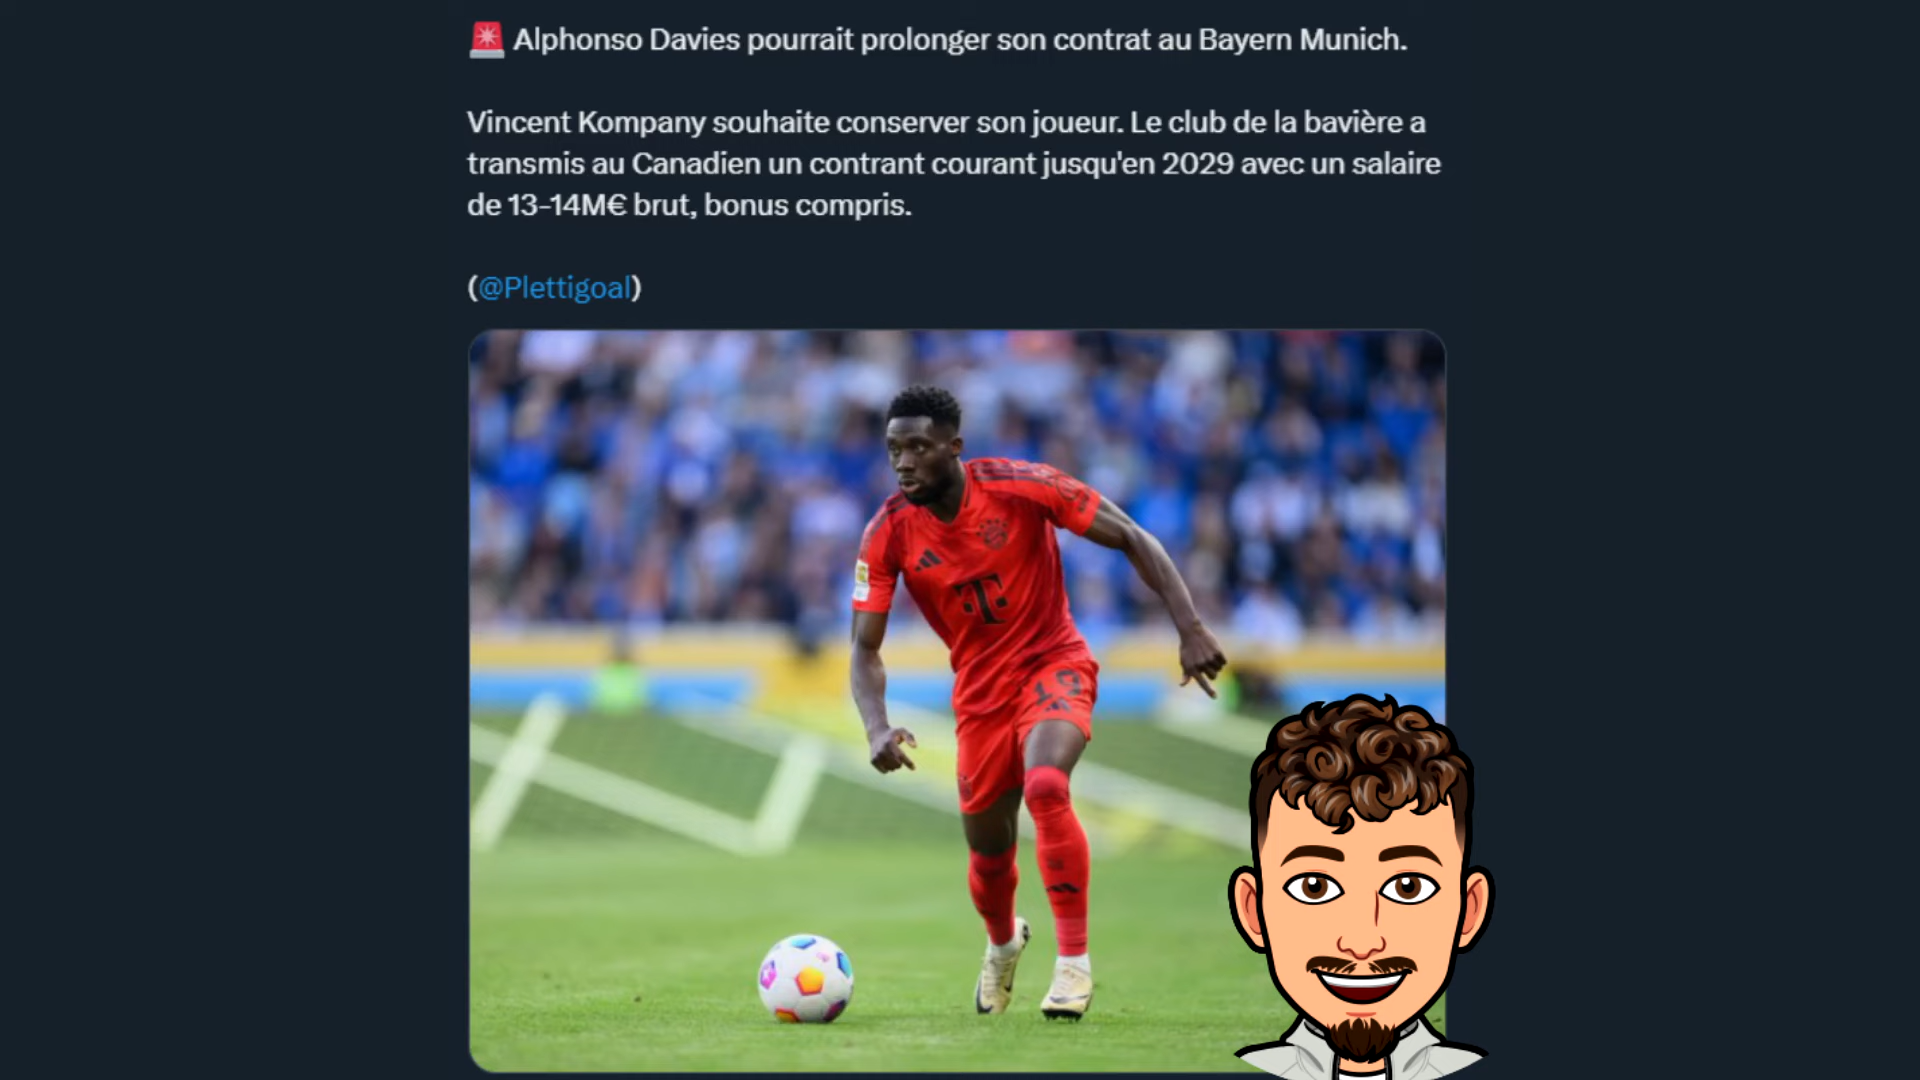 Alphonso Davies pourrait prolonger son contrat au Bayern Munich.
Vincent Kompany souhaite conserver son joueur. Le club de la bavière a
transmis au Canadien un contrant courant jusqu'en 2029 avec un salaire
de 13-14M€ brut, bonus compris.
(@Plettigoal)
T
19